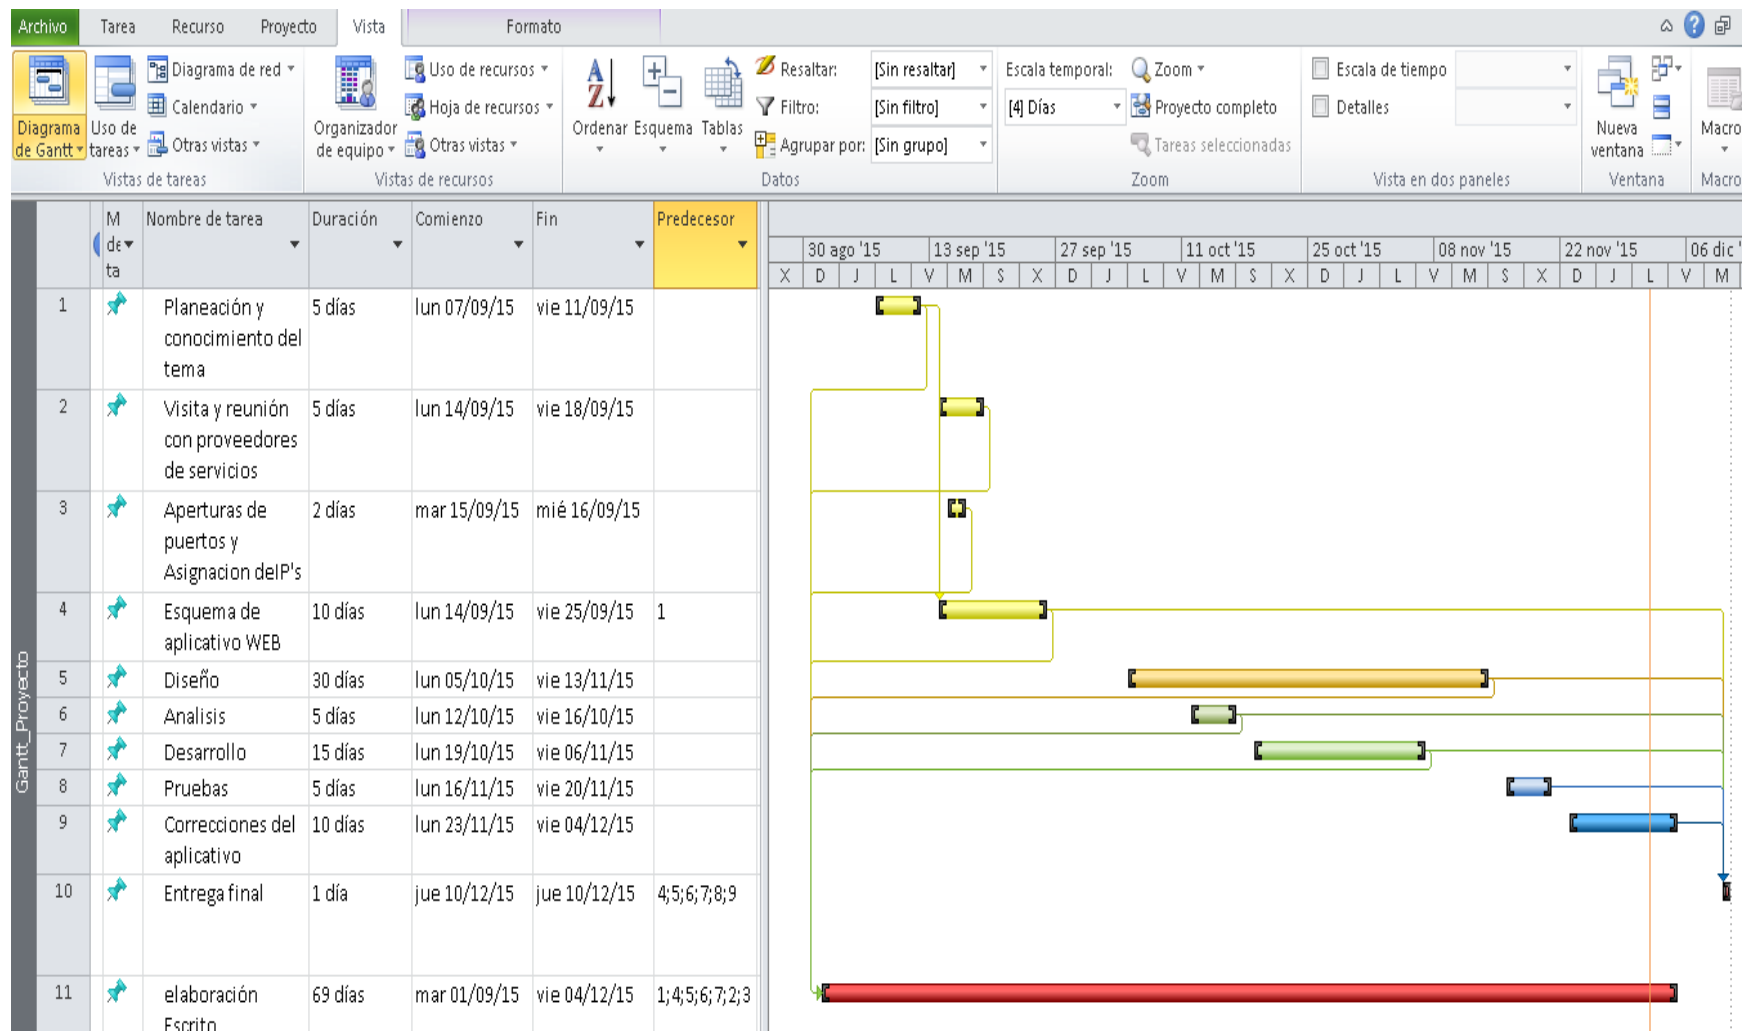 Archivo Tarea Recurso Proyecto Vista Formato
Diagrama de Gantt
Uso de tareas
Diagrama de red
Calendario
Otras vistas
Vistas de tareas
Organizador de equipo
Uso de recursos
Hoja de recursos
Otras vistas
Vistas de recursos
Ordenar Esquema Tablas
Resaltar: [Sin resaltar]
Filtro: [Sin filtro]
Agrupar por: [Sin grupo]
Datos
Escala temporal:
[4] Días
Zoom
Proyecto completo
Tareas seleccionadas
Zoom
Escala de tiempo
Detalles
Vista en dos paneles
Nueva ventana
Ventana
Macro
Macro
M de ta Nombre de tarea Duración Comienzo Fin Predecesor
30 ago '15 13 sep '15 27 sep '15 11 oct '15 25 oct '15 08 nov '15 22 nov '15 06 dic '
X D J L V M S X D J L V M S X D J L V M S X D J L V M
1 Planeación y conocimiento del tema 5 días lun 07/09/15 vie 11/09/15
2 Visita y reunión con proveedores de servicios 5 días lun 14/09/15 vie 18/09/15
3 Aperturas de puertos y Asignacion deIP's 2 días mar 15/09/15 mié 16/09/15
4 Esquema de aplicativo WEB 10 días lun 14/09/15 vie 25/09/15 1
5 Diseño 30 días lun 05/10/15 vie 13/11/15
6 Analisis 5 días lun 12/10/15 vie 16/10/15
7 Desarrollo 15 días lun 19/10/15 vie 06/11/15
8 Pruebas 5 días lun 16/11/15 vie 20/11/15
9 Correcciones del aplicativo 10 días lun 23/11/15 vie 04/12/15
10 Entrega final 1 día jue 10/12/15 jue 10/12/15 4;5;6;7;8;9
11 elaboración Escrito 69 días mar 01/09/15 vie 04/12/15 1;4;5;6;7;2;3
Gantt_Proyecto